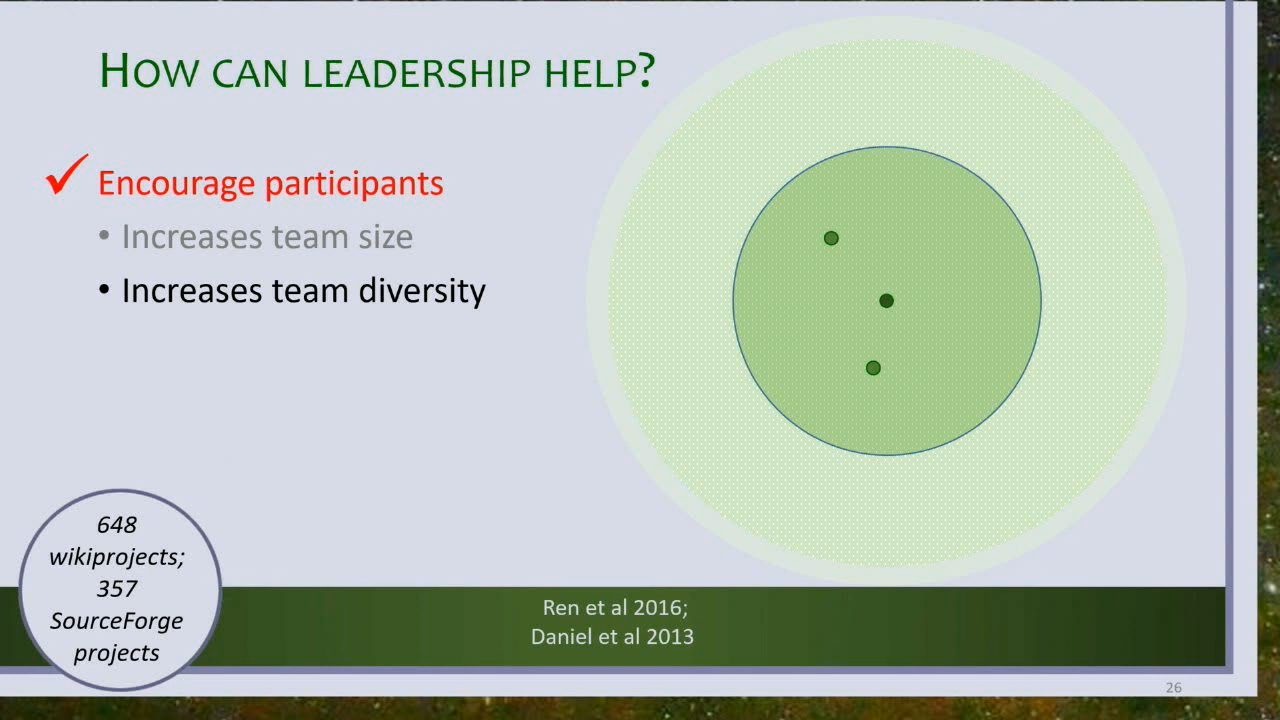 HOW CAN LEADERSHIP HELP?
✓ Encourage participants
• Increases team size
• Increases team diversity
648
wikiprojects;
357
SourceForge
projects
Ren et al 2016;
Daniel et al 2013
26